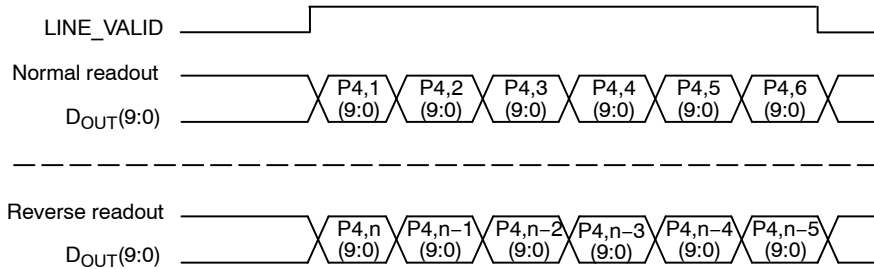 LINE_VALID
Normal readout
P4,1 P4,2 P4,3 P4,4 P4,5 P4,6
(9:0) (9:0) (9:0) (9:0) (9:0) (9:0)
DOUT(9:0)
Reverse readout
P4,n P4,n−1 P4,n−2 P4,n−3 P4,n−4 P4,n−5
(9:0) (9:0) (9:0) (9:0) (9:0) (9:0)
DOUT(9:0)